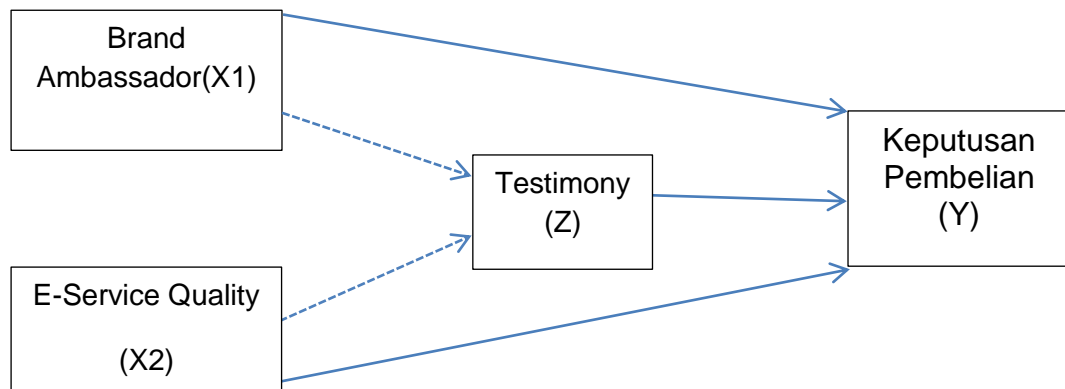 Brand
Ambassador(X1)
Keputusan
Pembelian
(Y)
Testimony
(Z)
E-Service Quality
(X2)